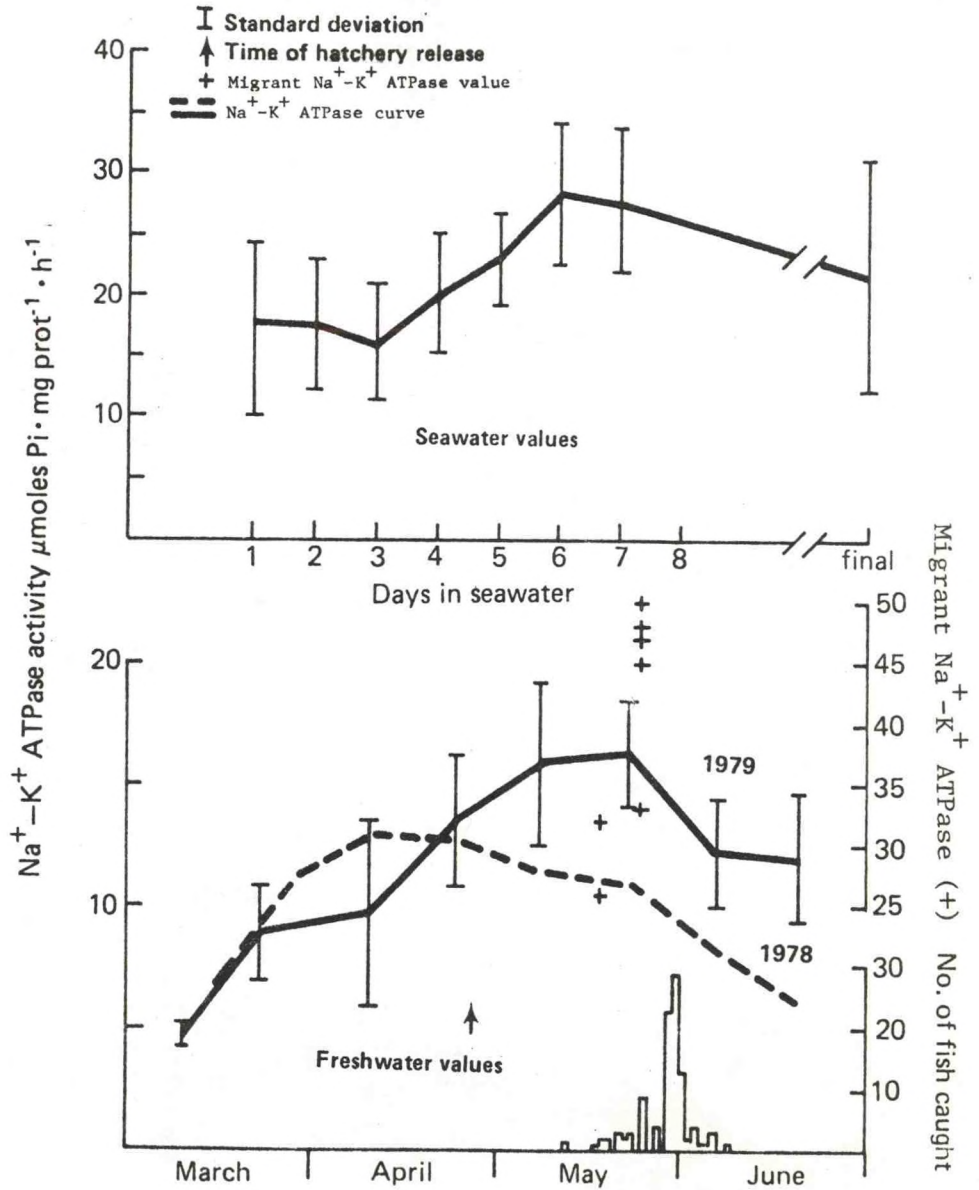 Standard deviation
Time of hatchery release
+ Migrant Na⁺-K⁺ ATPase value
Na⁺-K⁺ ATPase curve
Na⁺–K⁺ ATPase activity µmoles Pi·mg prot⁻¹·h⁻¹
40
30
20
10
Seawater values
1 2 3 4 5 6 7 8 final
Days in seawater
20
10
50
45
40
35
30
25
30
20
10
Migrant Na⁺-K⁺ ATPase (+) No. of fish caught
1979
1978
Freshwater values
March April May June